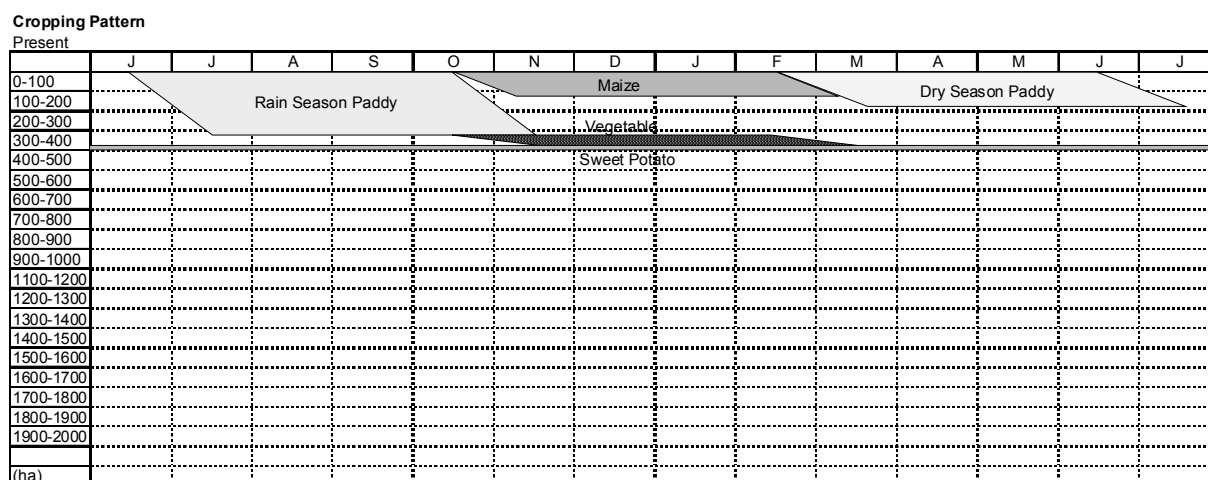 Cropping Pattern
Present
J J A S O N D J F M A M J J
0-100
Maize
Dry Season Paddy
100-200
Rain Season Paddy
200-300
Vegetable
300-400
400-500
Sweet Potato
500-600
600-700
700-800
800-900
900-1000
1100-1200
1200-1300
1300-1400
1400-1500
1500-1600
1600-1700
1700-1800
1800-1900
1900-2000
(ha)